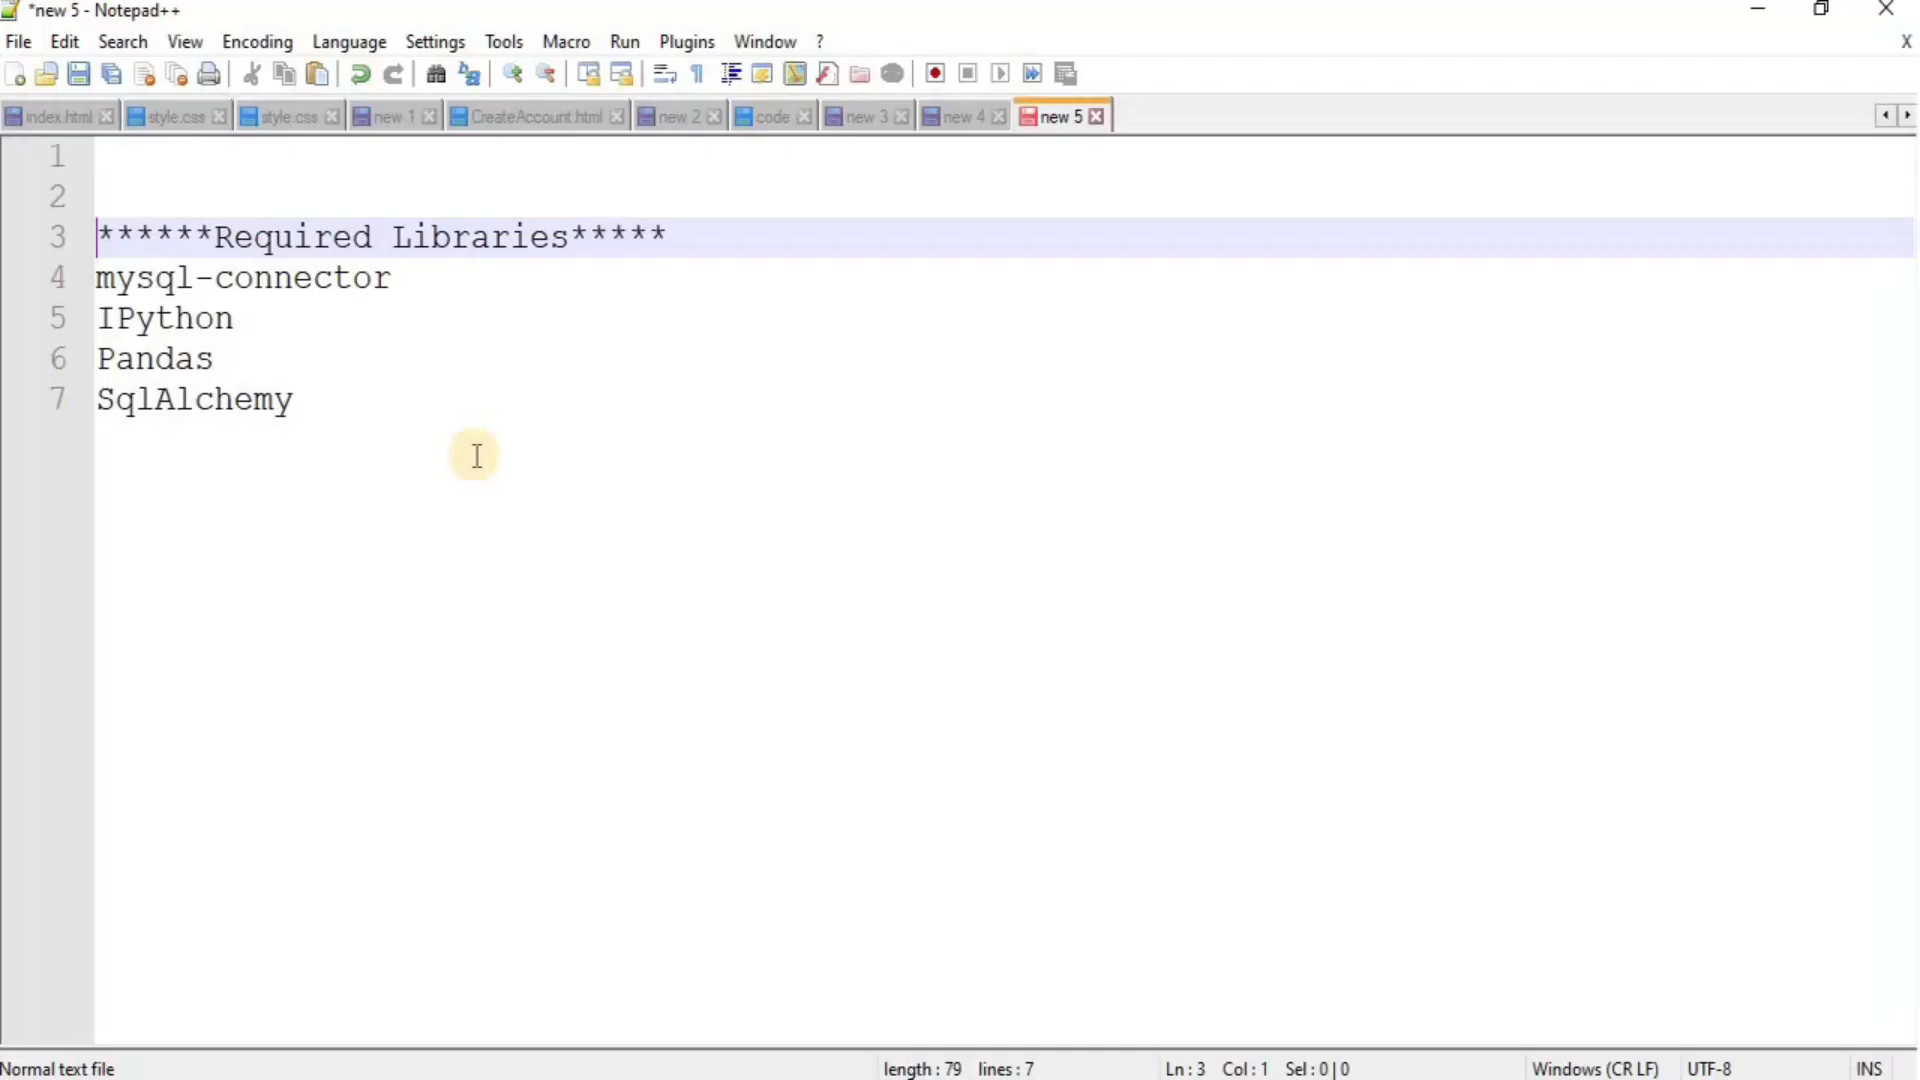 *new 5 - Notepad++
File Edit Search View Encoding Language Settings Tools Macro Run Plugins Window ? X
index.html style.css style.css new 1 CreateAccount.html new 2 code new 3 new 4 new 5
1
2
3 ******Required Libraries*****
4 mysql-connector
5 IPython
6 Pandas
7 SqlAlchemy
Normal text file length : 79 lines : 7 Ln : 3 Col : 1 Sel : 0 | 0 Windows (CR LF) UTF-8 INS